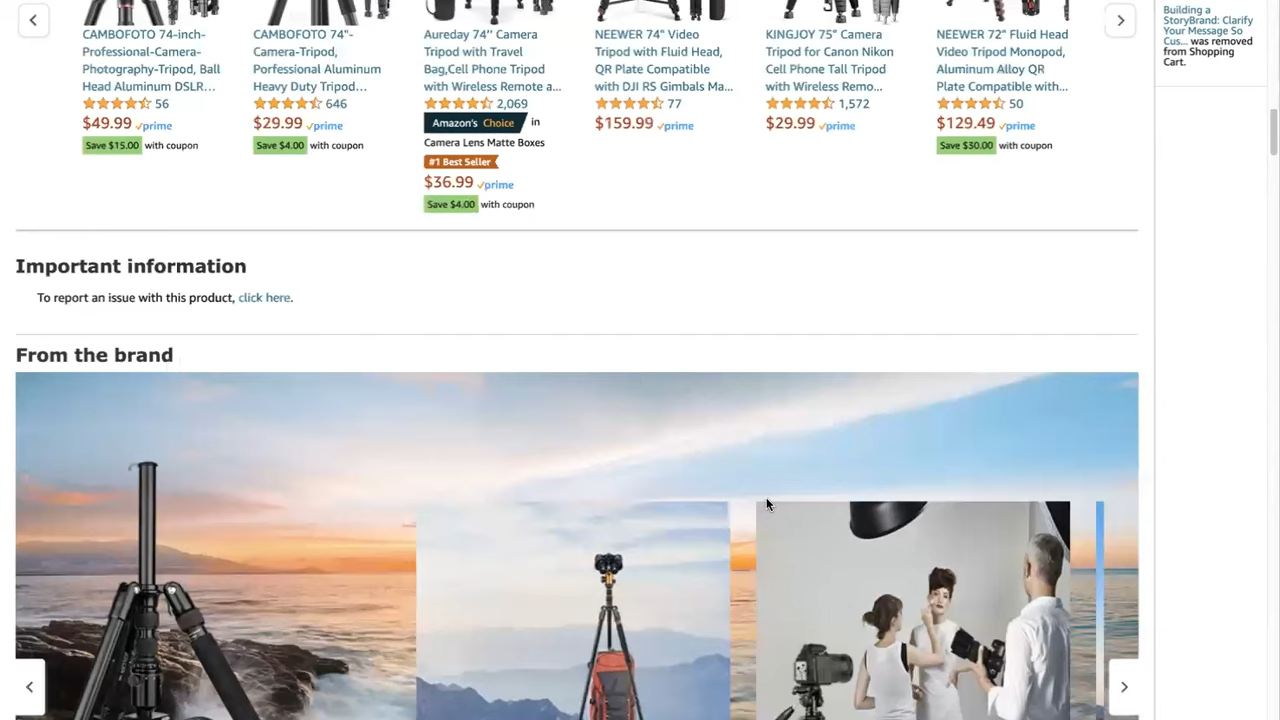 CAMBOFOTO 74-inch-
Professional-Camera-
Photography-Tripod, Ball
Head Aluminum DSLR...
56
$49.99 prime
Save $15.00 with coupon
CAMBOFOTO 74"-
Camera-Tripod,
Porfessional Aluminum
Heavy Duty Tripod...
646
$29.99 prime
Save $4.00 with coupon
Aureday 74’’ Camera
Tripod with Travel
Bag,Cell Phone Tripod
with Wireless Remote a...
2,069
Amazon's Choice in
Camera Lens Matte Boxes
#1 Best Seller
$36.99 prime
Save $4.00 with coupon
NEEWER 74" Video
Tripod with Fluid Head,
QR Plate Compatible
with DJI RS Gimbals Ma...
77
$159.99 prime
KINGJOY 75” Camera
Tripod for Canon Nikon
Cell Phone Tall Tripod
with Wireless Remo...
1,572
$29.99 prime
NEEWER 72" Fluid Head
Video Tripod Monopod,
Aluminum Alloy QR
Plate Compatible with...
50
$129.49 prime
Save $30.00 with coupon
Building a
StoryBrand: Clarify
Your Message So
Cus... was removed
from Shopping
Cart.
Important information
To report an issue with this product, click here.
From the brand